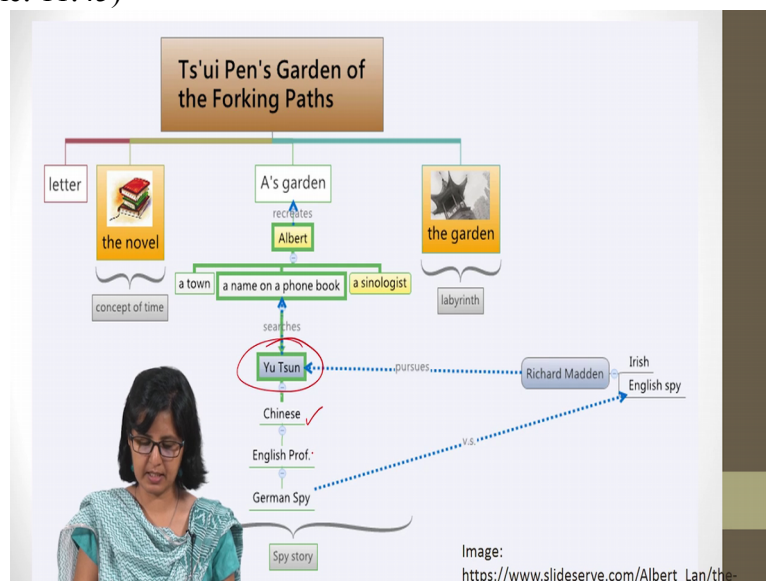 Ts'ui Pen's Garden of
the Forking Paths
letter
the novel
A's garden
the garden
recreates
Albert
a town
a name on a phone book
a sinologist
concept of time
labyrinth
searches
Yu Tsun
pursues
Richard Madden
Irish
English spy
Chinese
v.s.
English Prof.
German Spy
Spy story
Image:
https://www.slideserve.com/Albert_Lan/the-